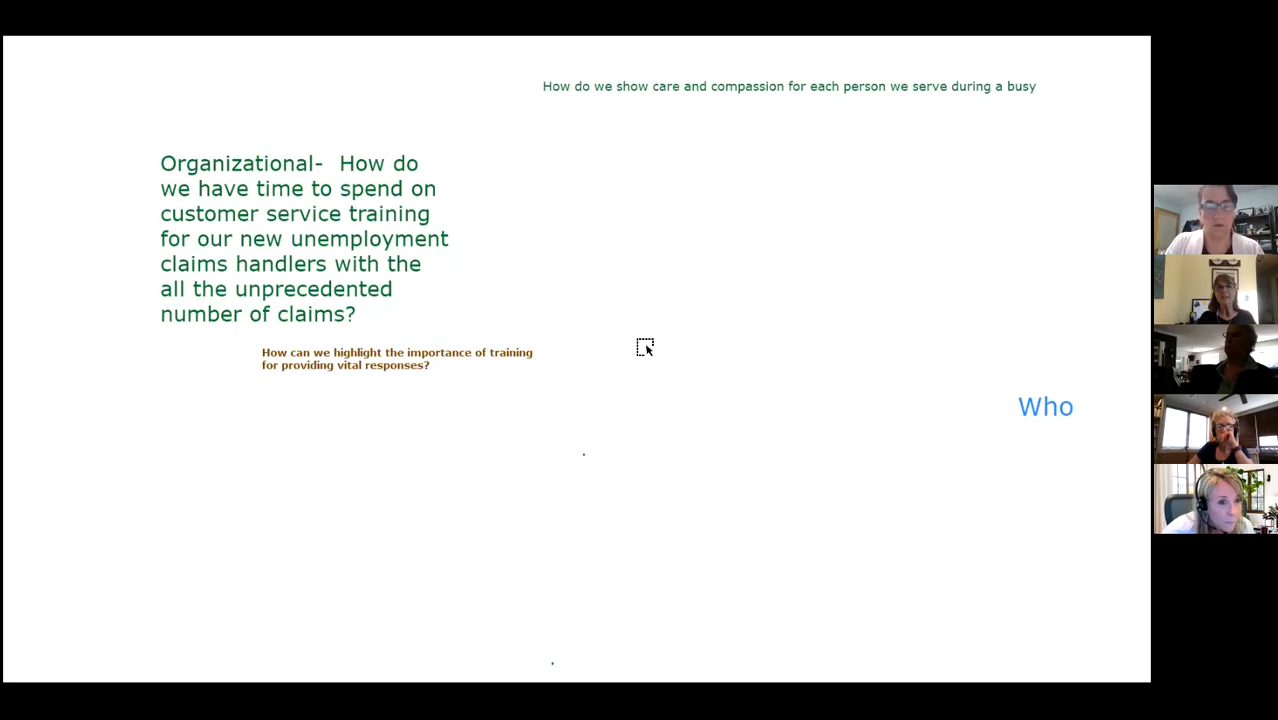 How do we show care and compassion for each person we serve during a busy
Organizational-  How do
we have time to spend on
customer service training
for our new unemployment
claims handlers with the
all the unprecedented
number of claims?
How can we highlight the importance of training
for providing vital responses?
Who